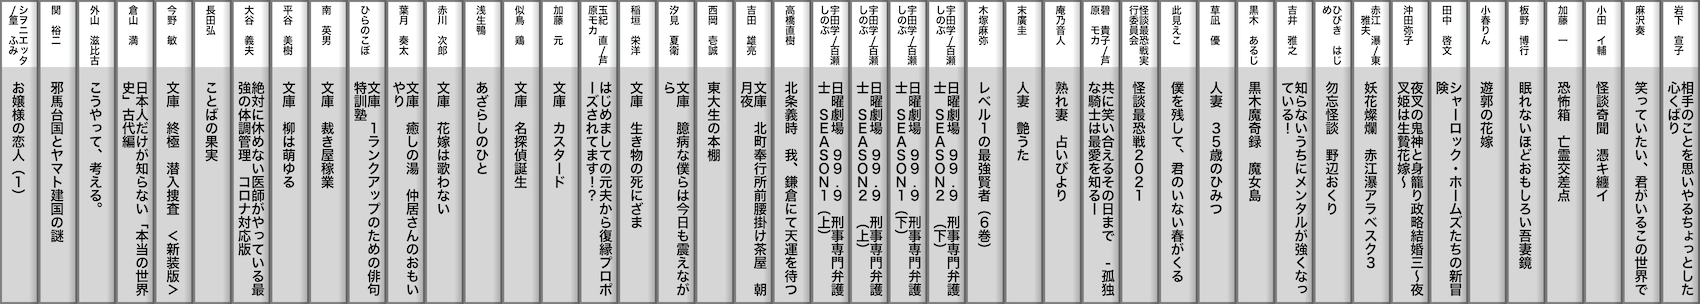 岩下　宣子
相手のことを思いやるちょっとした
心くばり
麻沢奏
笑っていたい、君がいるこの世界で
小田　イ輔
怪談奇聞　憑キ纏イ
加藤　一
恐怖箱　亡霊交差点
板野　博行
眠れないほどおもしろい吾妻鏡
小春りん
遊郭の花嫁
田中　啓文
シャーロック・ホームズたちの新冒
険
沖田弥子
夜叉の鬼神と身籠り政略結婚三～夜
叉姫は生贄花嫁～
赤江　瀑／東
雅夫
妖花燦爛　赤江瀑アラベスク３
ひびき　はじ
め
勿忘怪談　野辺おくり
吉井　雅之
知らないうちにメンタルが強くなっ
ている！
黒木　あるじ
黒木魔奇録　魔女島
草凪　優
人妻　３５歳のひみつ
此見えこ
僕を残して、君のいない春がくる
怪談最恐戦実
行委員会
怪談最恐戦２０２１
碧　貴子／芦
原　モカ
共に笑い合えるその日まで　‐孤独
な騎士は最愛を知るー
庵乃音人
熟れ妻　占いびより
末廣圭
人妻　艶うた
木塚麻弥
レベル１の最強賢者（６巻）
宇田学／百瀬
しのぶ
日曜劇場　９９．９　刑事専門弁護
士　ＳＥＡＳＯＮ２　（下）
宇田学／百瀬
しのぶ
日曜劇場　９９．９　刑事専門弁護
士　ＳＥＡＳＯＮ１（下）
宇田学／百瀬
しのぶ
日曜劇場　９９．９　刑事専門弁護
士　ＳＥＡＳＯＮ２　（上）
宇田学／百瀬
しのぶ
日曜劇場　９９．９　刑事専門弁護
士　ＳＥＡＳＯＮ１（上）
高橋直樹
北条義時　我、鎌倉にて天運を待つ
吉田　雄亮
文庫　北町奉行所前腰掛け茶屋　朝
月夜
西岡　壱誠
東大生の本棚
汐見　夏衛
文庫　臆病な僕らは今日も震えなが
ら
稲垣　栄洋
文庫　生き物の死にざま
玉紀　直／芦
原モカ
はじめましての元夫から復縁プロポ
ーズされてます！？
加藤　元
文庫　カスタード
似鳥　鶏
文庫　名探偵誕生
浅生鴨
あざらしのひと
赤川　次郎
文庫　花嫁は歌わない
葉月　奏太
文庫　癒しの湯　仲居さんのおもい
やり
ひらのこぼ
文庫　１ランクアップのための俳句
特訓塾
南　英男
文庫　裁き屋稼業
平谷　美樹
文庫　柳は萌ゆる
大谷　義夫
絶対に休めない医師がやっている最
強の体調管理　コロナ対応版
長田弘
ことばの果実
今野　敏
文庫　終極　潜入捜査　＜新装版＞
倉山　満
日本人だけが知らない「本当の世界
史」古代編
外山　滋比古
こうやって、考える。
関　裕二
邪馬台国とヤマト建国の謎
シヲニエッタ
／篁　ふみ
お嬢様の恋人（１）